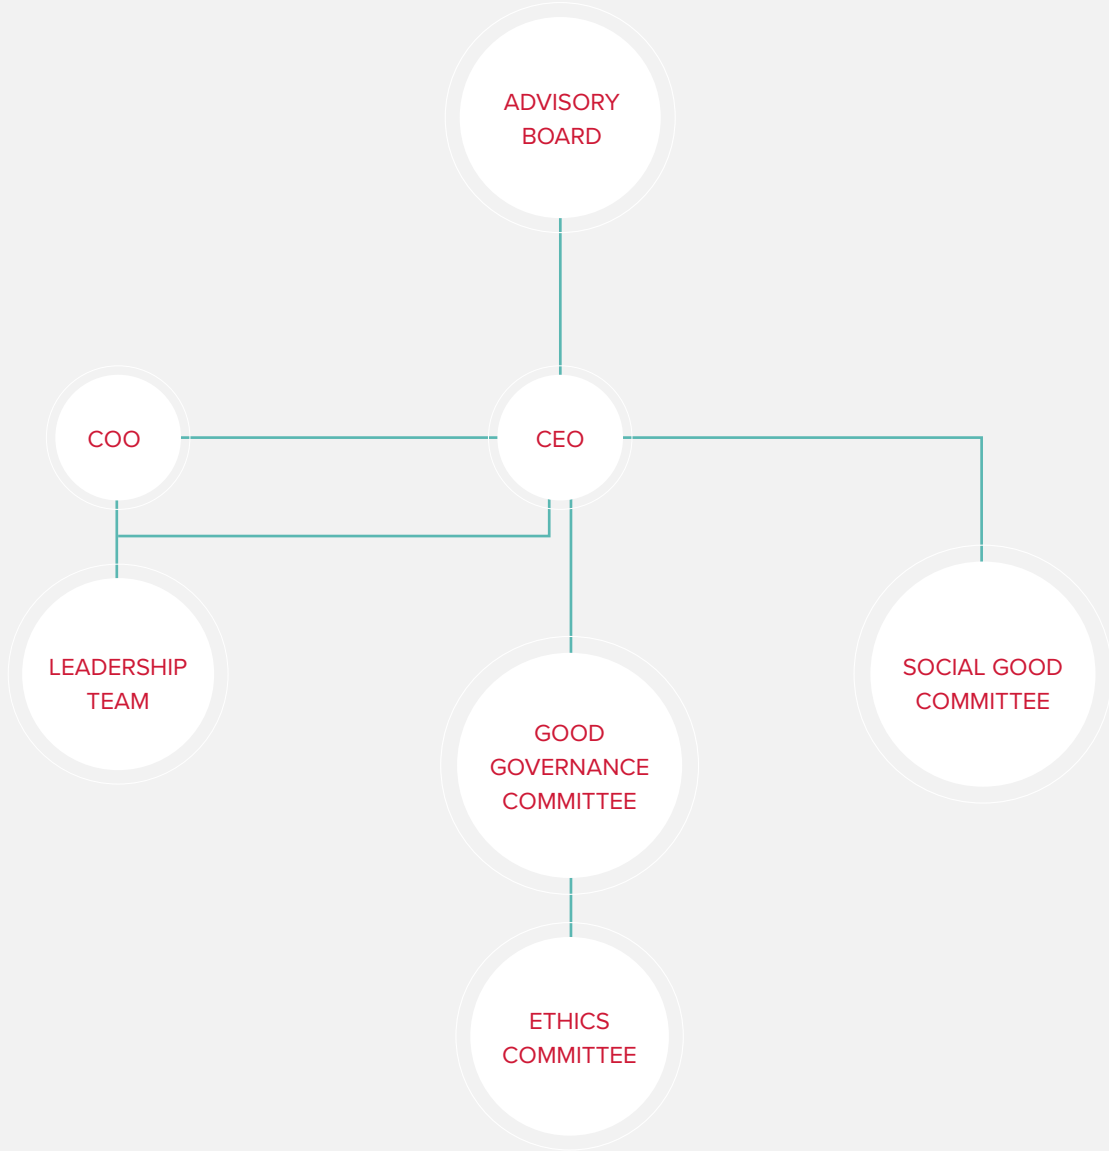 ADVISORY
BOARD
COO
CEO
LEADERSHIP
TEAM
GOOD
GOVERNANCE
COMMITTEE
SOCIAL GOOD
COMMITTEE
ETHICS
COMMITTEE